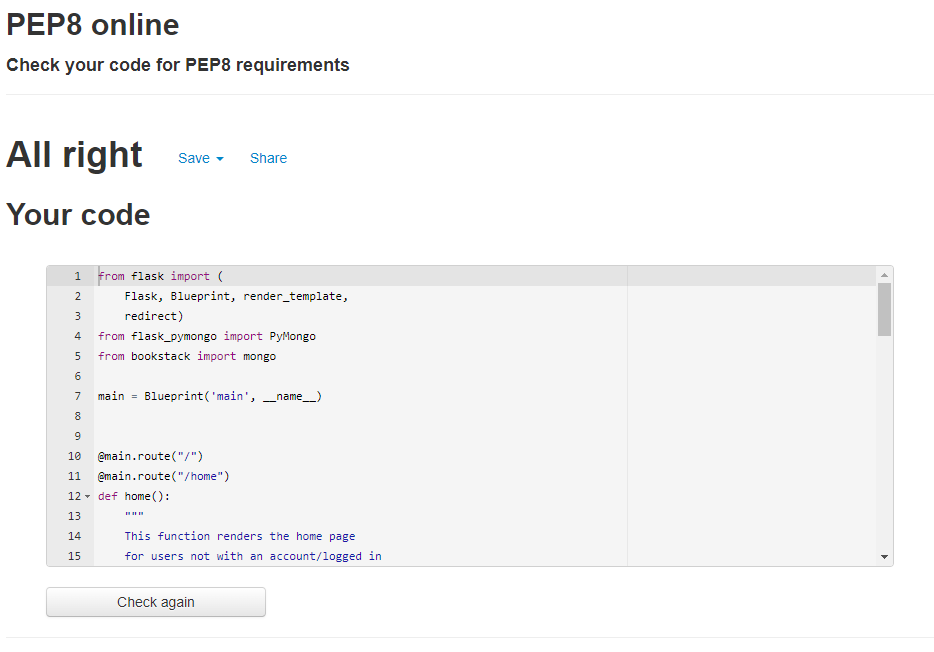 PEP8 online
Check your code for PEP8 requirements
All right Save Share
Your code
1 from flask import (
2     Flask, Blueprint, render_template,
3     redirect)
4 from flask_pymongo import PyMongo
5 from bookstack import mongo
6
7 main = Blueprint('main', __name__)
8
9
10 @main.route("/")
11 @main.route("/home")
12 def home():
13     """
14     This function renders the home page
15     for users not with an account/logged in
Check again